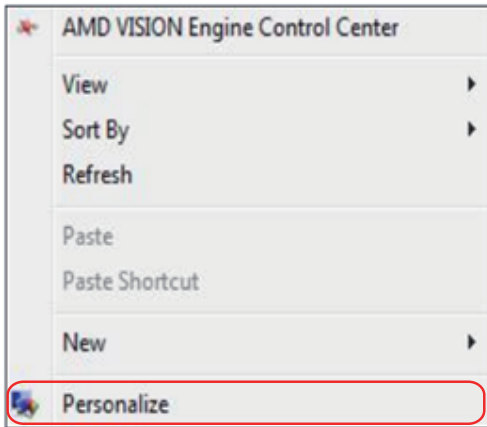 AMD VISION Engine Control Center
View
Sort By
Refresh
Paste
Paste Shortcut
New
Personalize